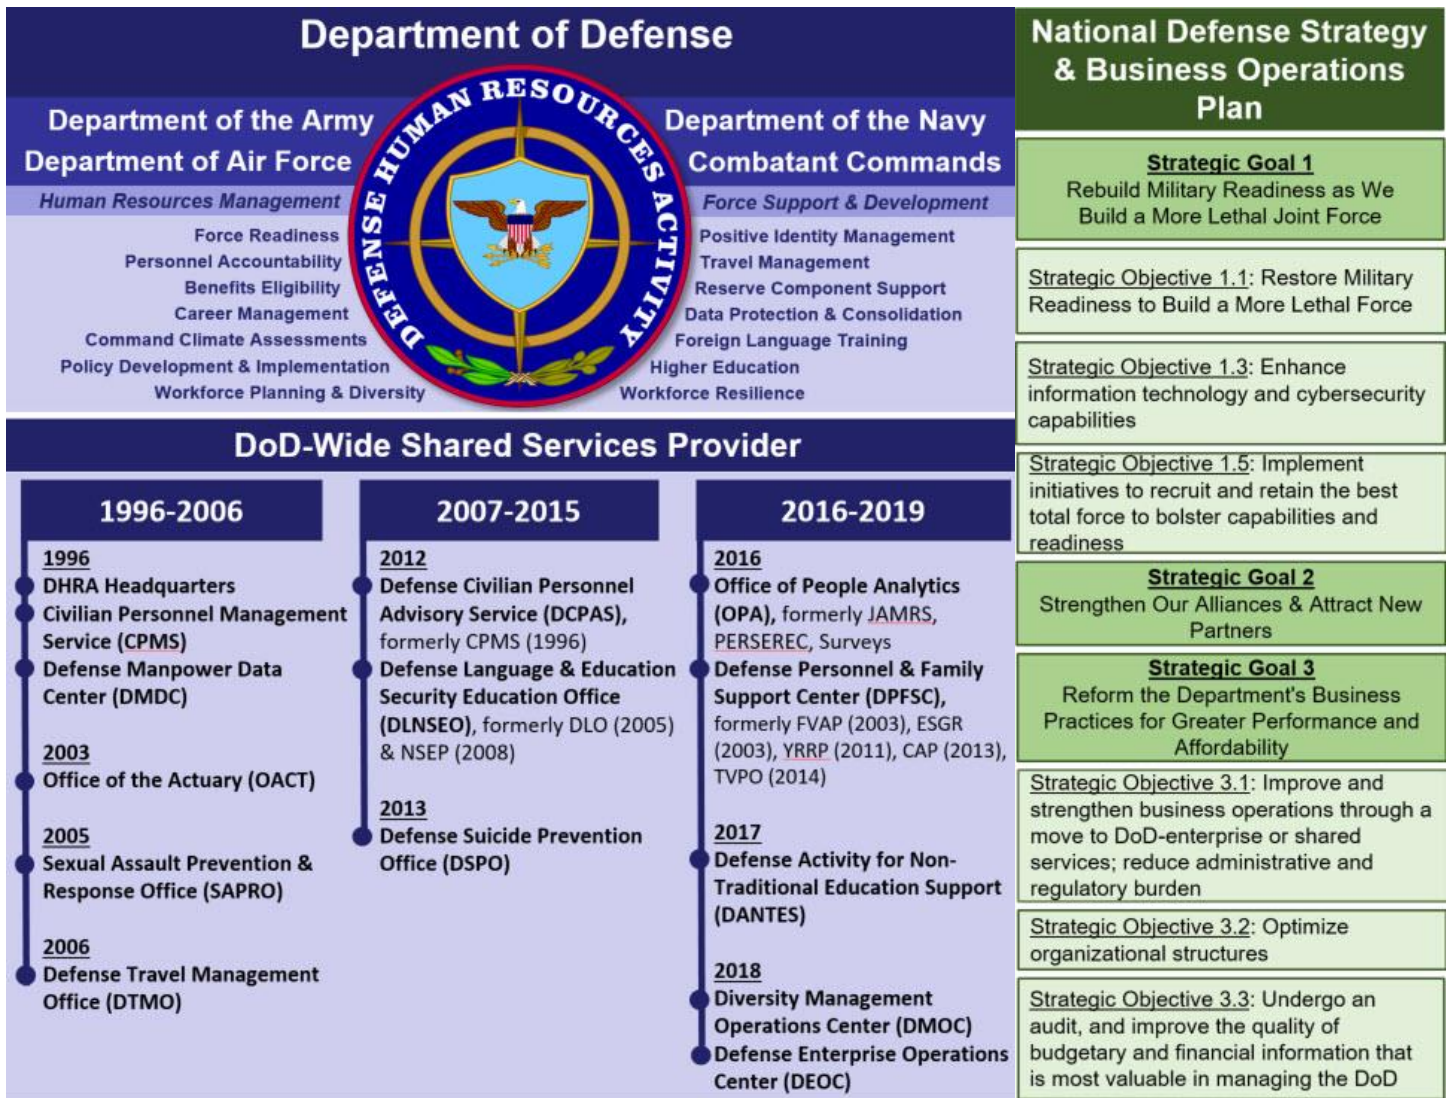 Department of Defense
Department of the Army
Department of Air Force
Human Resources Management
Force Readiness
Personnel Accountability
Benefits Eligibility
Career Management
Command Climate Assessments
Policy Development & Implementation
Workforce Planning & Diversity
DEFENSE HUMAN RESOURCES ACTIVITY
Department of the Navy
Combatant Commands
Force Support & Development
Positive Identity Management
Travel Management
Reserve Component Support
Data Protection & Consolidation
Foreign Language Training
Higher Education
Workforce Resilience
DoD-Wide Shared Services Provider
1996-2006
1996
DHRA Headquarters
Civilian Personnel Management
Service (CPMS)
Defense Manpower Data
Center (DMDC)
2003
Office of the Actuary (OACT)
2005
Sexual Assault Prevention &
Response Office (SAPRO)
2006
Defense Travel Management
Office (DTMO)
2007-2015
2012
Defense Civilian Personnel
Advisory Service (DCPAS),
formerly CPMS (1996)
Defense Language & Education
Security Education Office
(DLNSEO), formerly DLO (2005)
& NSEP (2008)
2013
Defense Suicide Prevention
Office (DSPO)
2016-2019
2016
Office of People Analytics
(OPA), formerly JAMRS,
PERSEREC, Surveys
Defense Personnel & Family
Support Center (DPFSC),
formerly FVAP (2003), ESGR
(2003), YRRP (2011), CAP (2013),
TVPO (2014)
2017
Defense Activity for Non-
Traditional Education Support
(DANTES)
2018
Diversity Management
Operations Center (DMOC)
Defense Enterprise Operations
Center (DEOC)
National Defense Strategy
& Business Operations
Plan
Strategic Goal 1
Rebuild Military Readiness as We
Build a More Lethal Joint Force
Strategic Objective 1.1: Restore Military
Readiness to Build a More Lethal Force
Strategic Objective 1.3: Enhance
information technology and cybersecurity
capabilities
Strategic Objective 1.5: Implement
initiatives to recruit and retain the best
total force to bolster capabilities and
readiness
Strategic Goal 2
Strengthen Our Alliances & Attract New
Partners
Strategic Goal 3
Reform the Department's Business
Practices for Greater Performance and
Affordability
Strategic Objective 3.1: Improve and
strengthen business operations through a
move to DoD-enterprise or shared
services; reduce administrative and
regulatory burden
Strategic Objective 3.2: Optimize
organizational structures
Strategic Objective 3.3: Undergo an
audit, and improve the quality of
budgetary and financial information that
is most valuable in managing the DoD